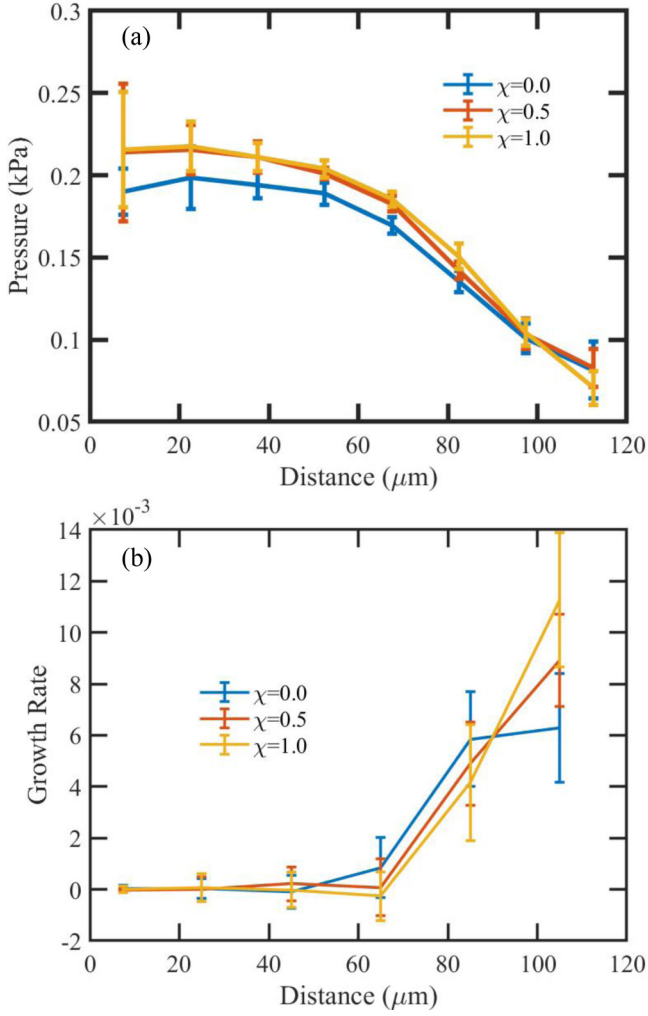 (a)
0.3
0.25
0.2
0.15
0.1
0.05
Pressure (kPa)
χ=0.0
χ=0.5
χ=1.0
0 20 40 60 80 100 120
Distance (μm)
(b)
×10⁻³
14
12
10
8
6
4
2
0
-2
Growth Rate
χ=0.0
χ=0.5
χ=1.0
0 20 40 60 80 100 120
Distance (μm)